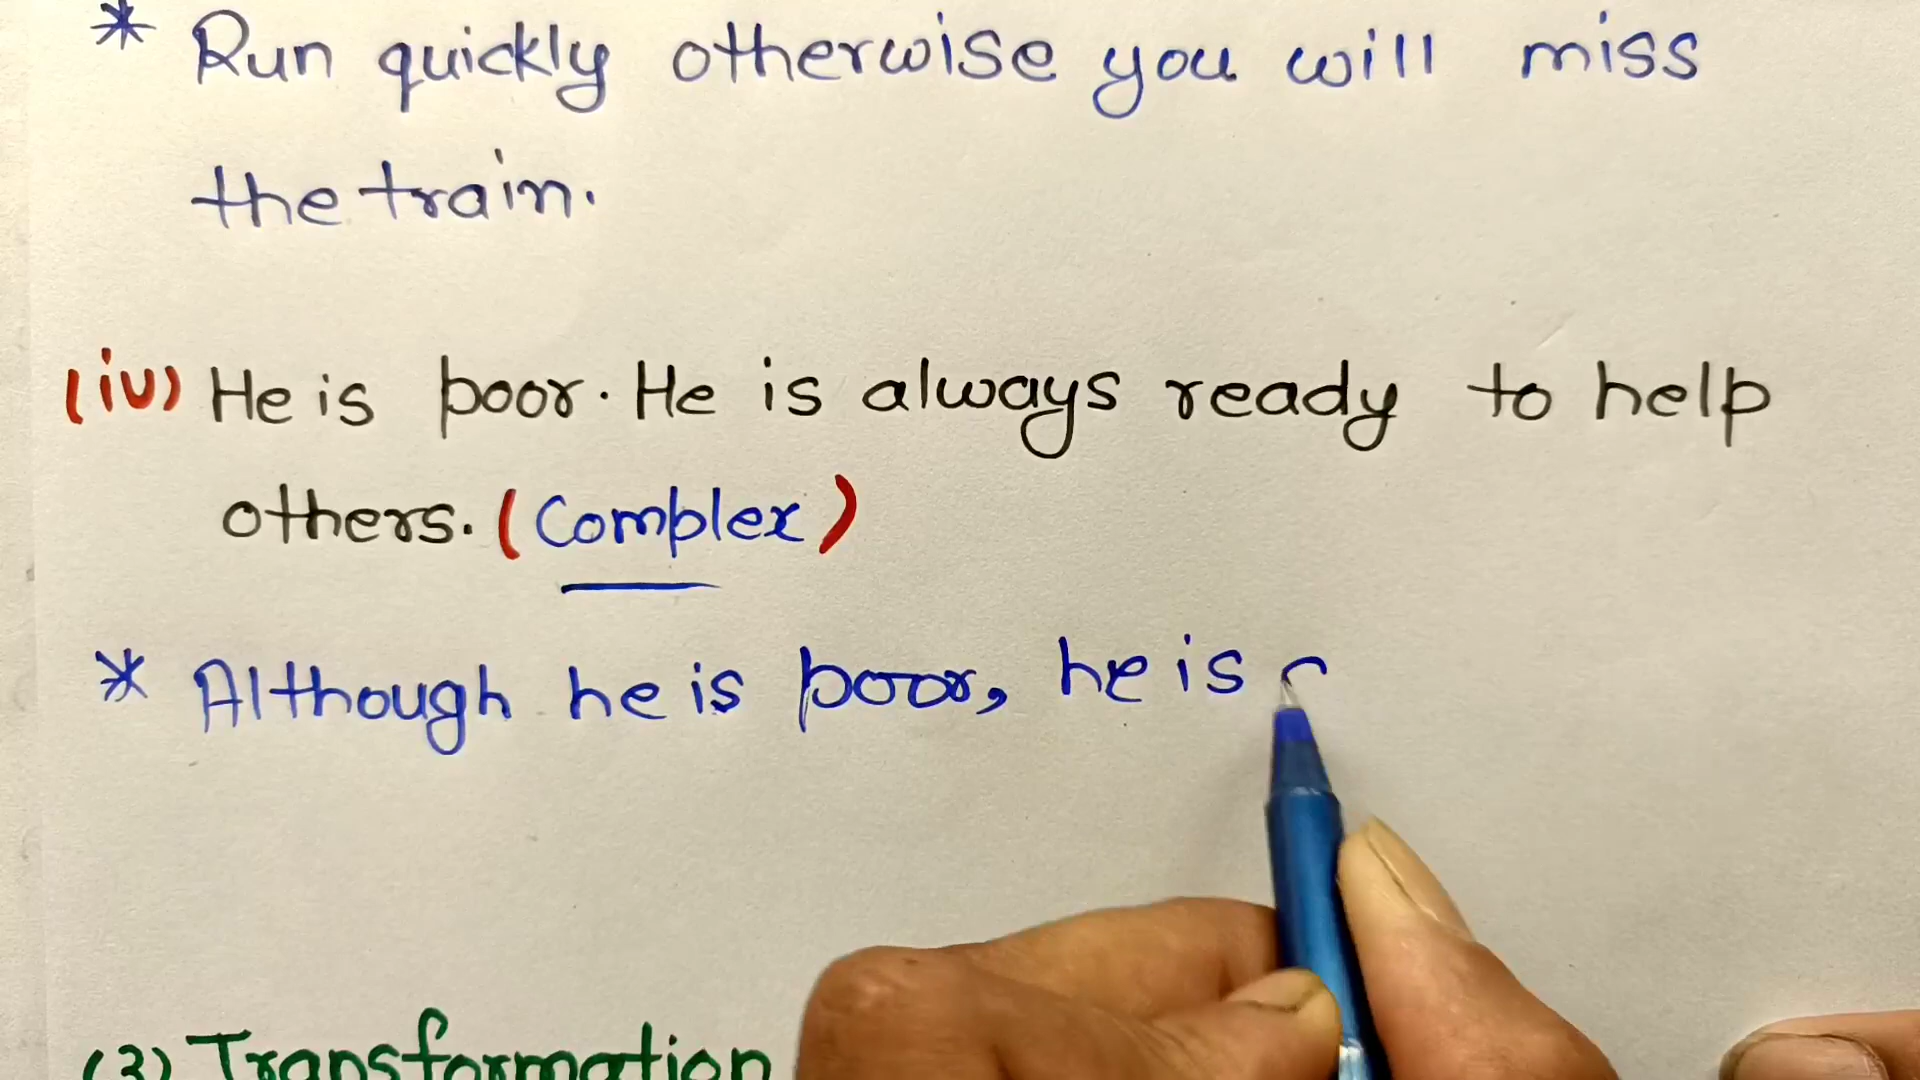 * Run quickly otherwise you will miss
the train.
(iv) He is poor. He is always ready to help
others. (Complex)
* Although he is poor, he is
(3) Transformation